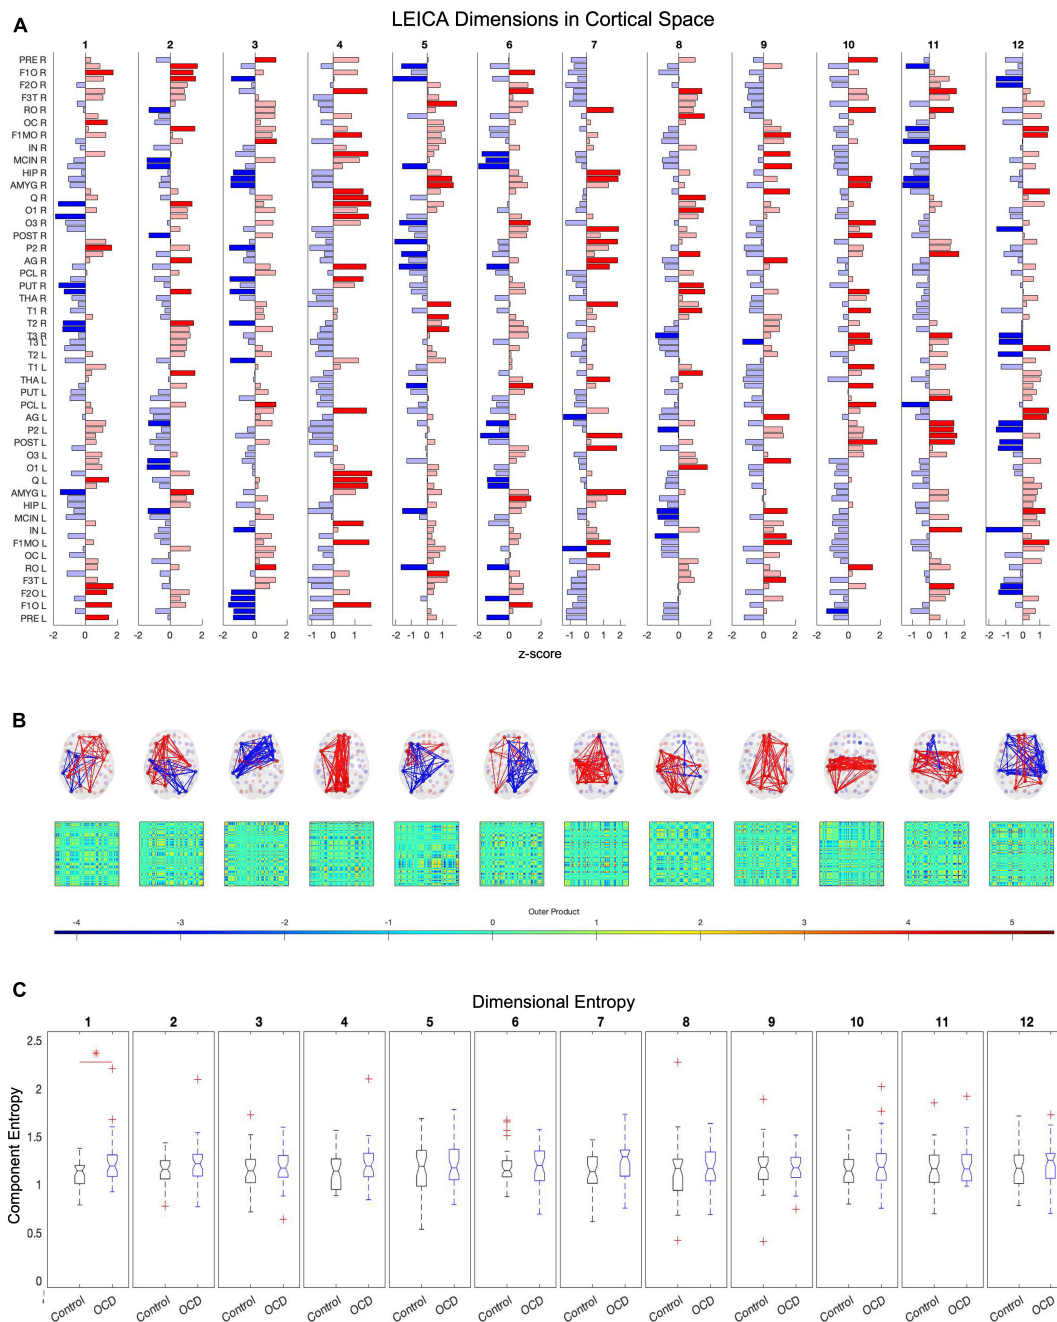 A
LEICA Dimensions in Cortical Space
1 2 3 4 5 6 7 8 9 10 11 12
PRE R
F1O R
F2O R
F3T R
RO R
OC R
F1MO R
IN R
MCIN R
HIP R
AMYG R
Q R
O1 R
O3 R
POST R
P2 R
AG R
PCL R
PUT R
THA R
T1 R
T2 R
T3 R
T3 L
T2 L
T1 L
THA L
PUT L
PCL L
AG L
P2 L
POST L
O3 L
O1 L
Q L
AMYG L
HIP L
MCIN L
IN L
F1MO L
OC L
RO L
F3T L
F2O L
F1O L
PRE L
-2 0 2 -2 0 2 -2 0 2 -1 0 1 2 -2 -1 0 1 2 -2 0 2 -1 0 1 2 -2 0 2 -2 0 2 -2 0 2 -1 0 1 2 -2 0 1
z-score
B
Outer Product
-4 -3 -2 -1 0 1 2 3 4 5
C
Dimensional Entropy
1 2 3 4 5 6 7 8 9 10 11 12
Component Entropy
2.5
2
1.5
1
0.5
0
Control OCD Control OCD Control OCD Control OCD Control OCD Control OCD Control OCD Control OCD Control OCD Control OCD Control OCD Control OCD